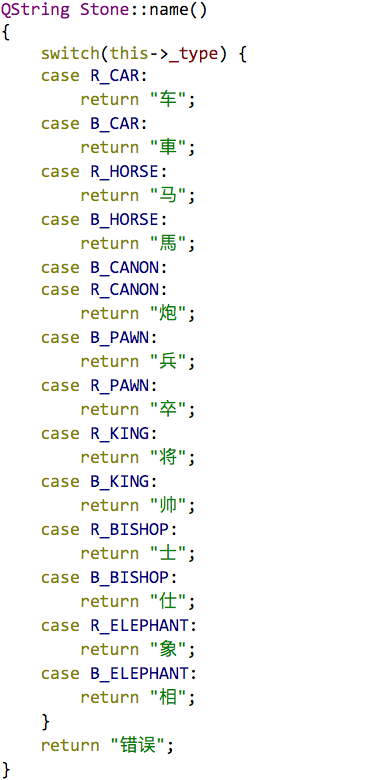 QString Stone::name()
{
    switch(this->_type) {
    case R_CAR:
        return "车";
    case B_CAR:
        return "車";
    case R_HORSE:
        return "马";
    case B_HORSE:
        return "馬";
    case B_CANON:
    case R_CANON:
        return "炮";
    case B_PAWN:
        return "兵";
    case R_PAWN:
        return "卒";
    case R_KING:
        return "将";
    case B_KING:
        return "帅";
    case R_BISHOP:
        return "士";
    case B_BISHOP:
        return "仕";
    case R_ELEPHANT:
        return "象";
    case B_ELEPHANT:
        return "相";
    }
    return "错误";
}